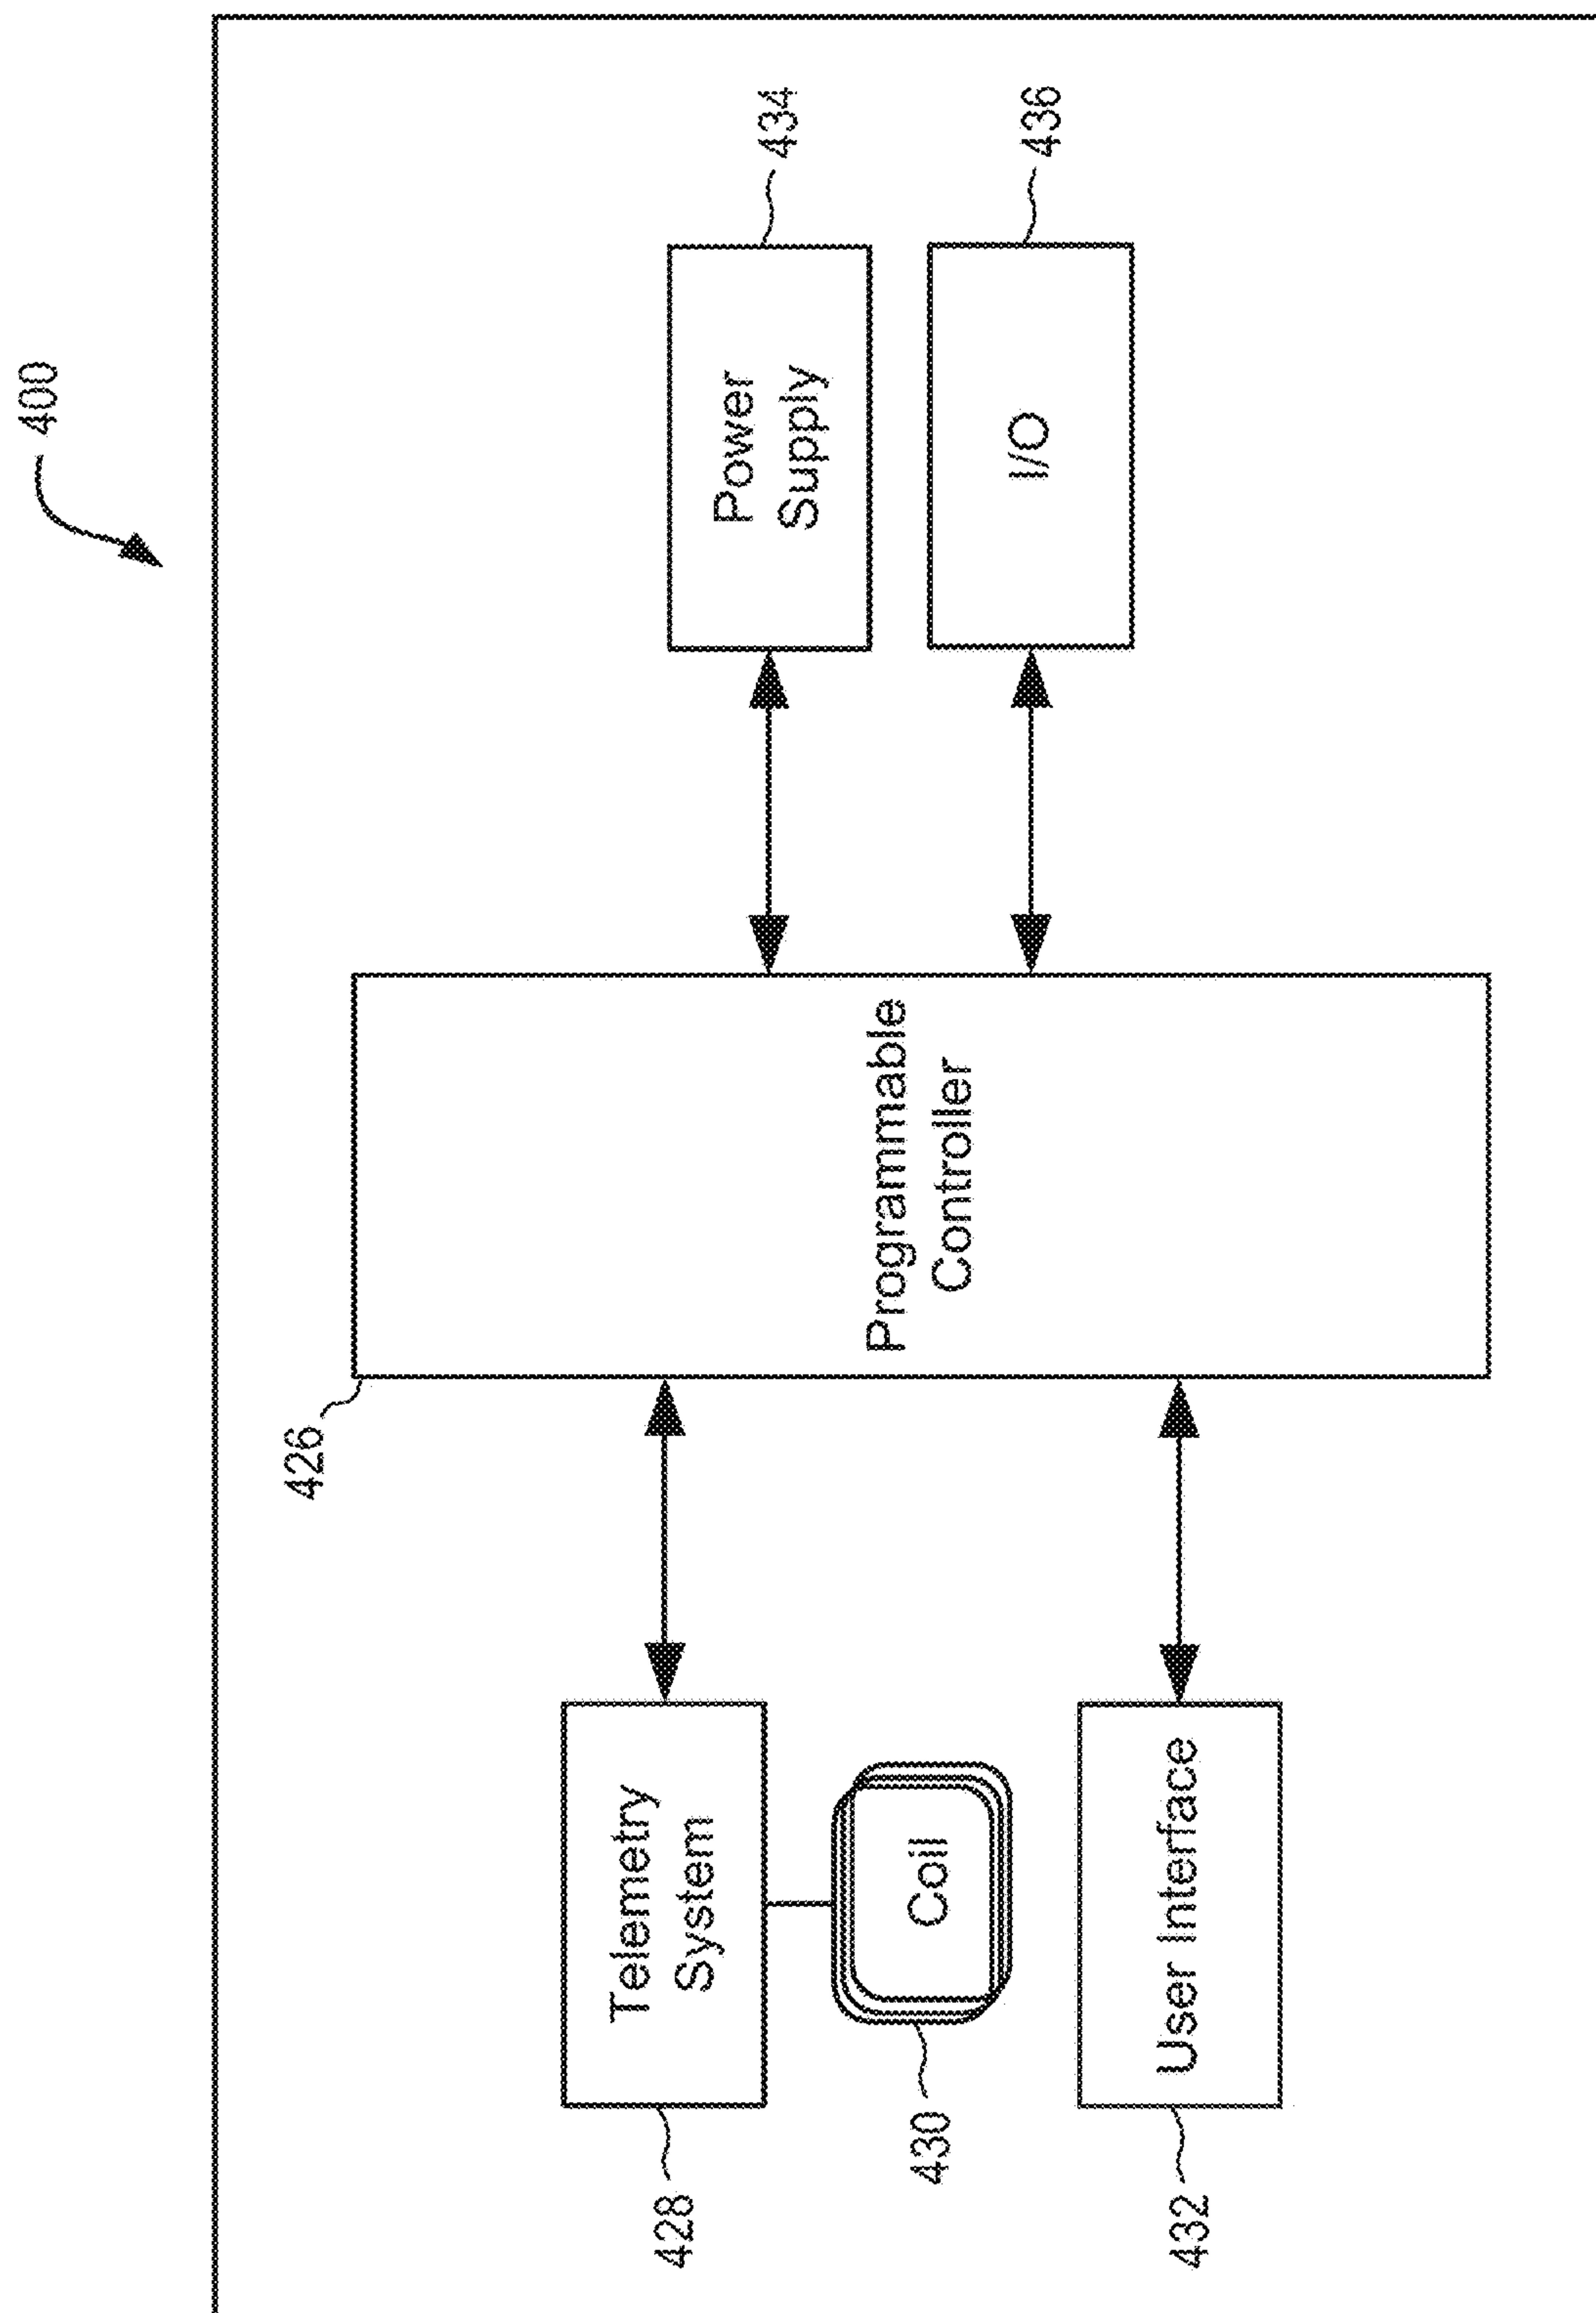 400
426
428
Telemetry
System
430
Coil
432
User Interface
Programmable
Controller
Power
Supply
434
I/O
436